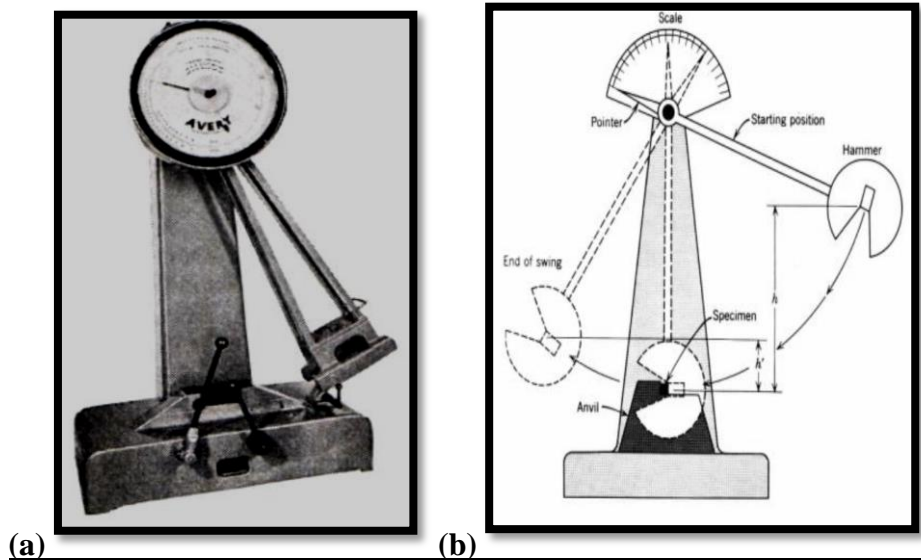 AVERY
(a)
Scale
Pointer
Starting position
Hammer
End of swing
h
Specimen
h'
Anvil
(b)